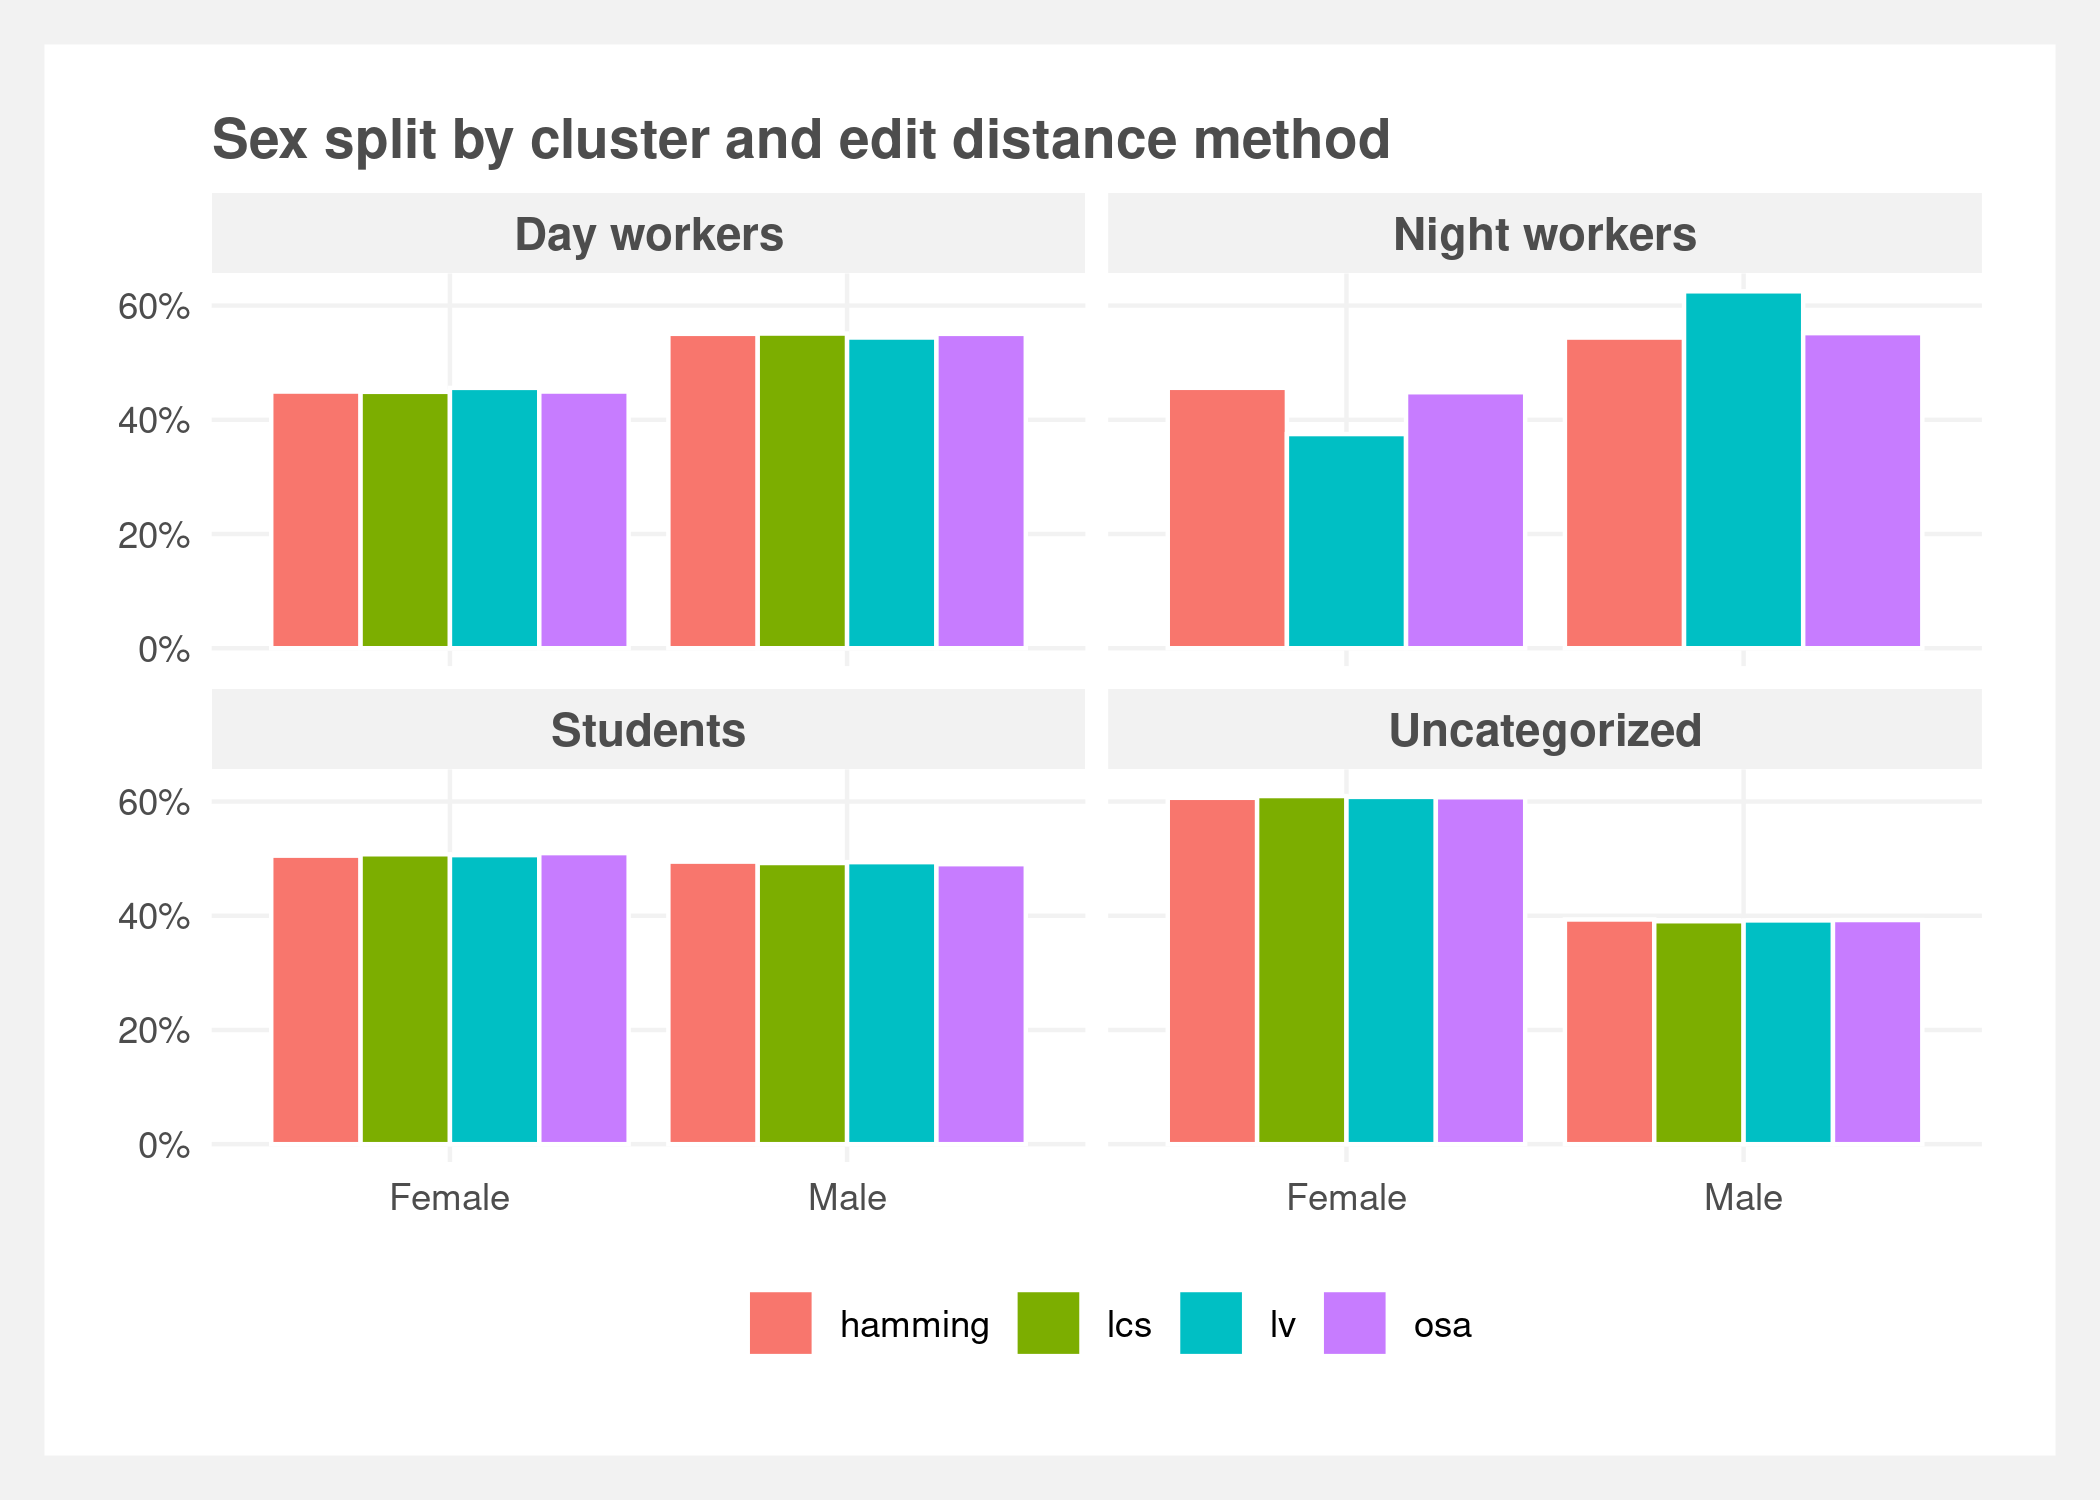 Sex split by cluster and edit distance method
Day workers
Night workers
60%
40%
20%
0%
Students
Uncategorized
60%
40%
20%
0%
Female
Male
Female
Male
hamming
lcs
lv
osa